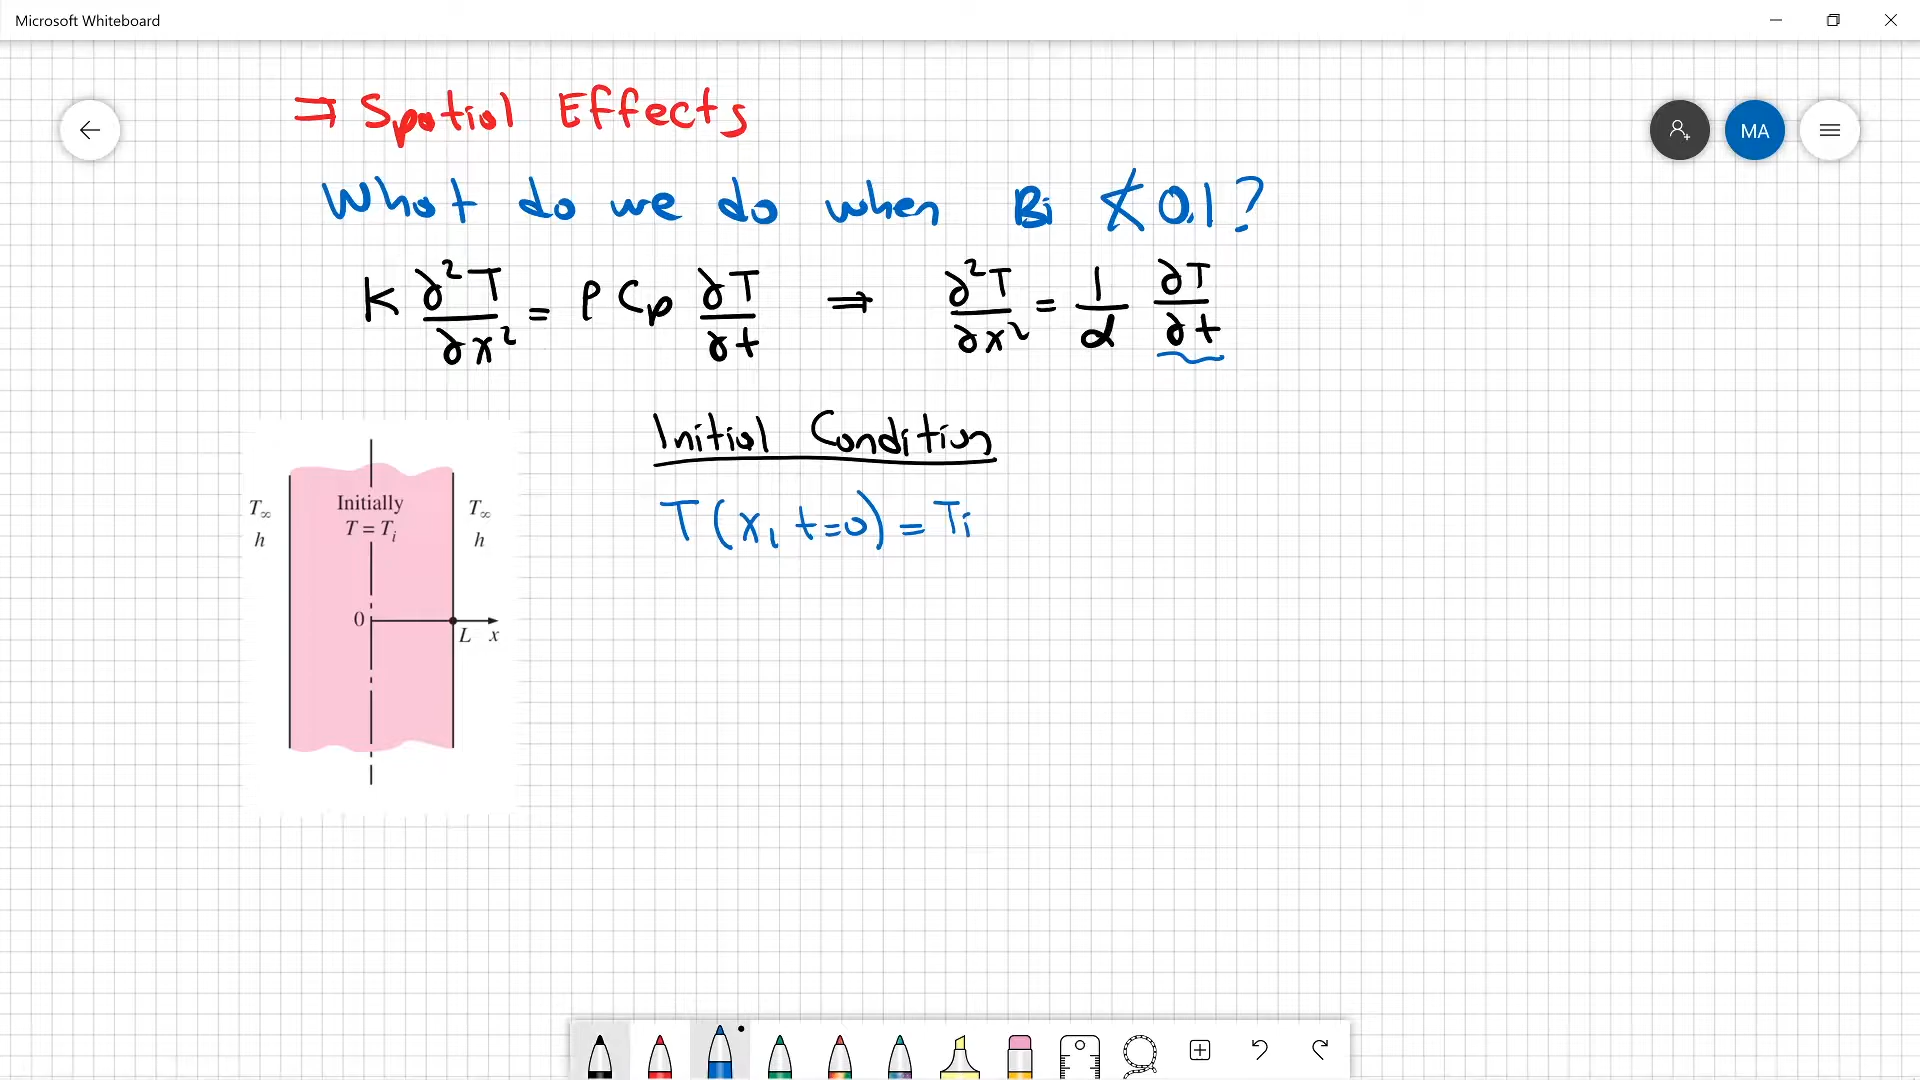 Microsoft Whiteboard
⇒ Spatial Effects
MA
What do we do when Bi ≮ 0.1?
K ∂²T/∂x² = ρ Cp ∂T/∂t ⇒ ∂²T/∂x² = 1/α ∂T/∂t
Initial Condition
T(x, t=0) = Ti
T∞ Initially T∞
h T = Ti h
0
L x